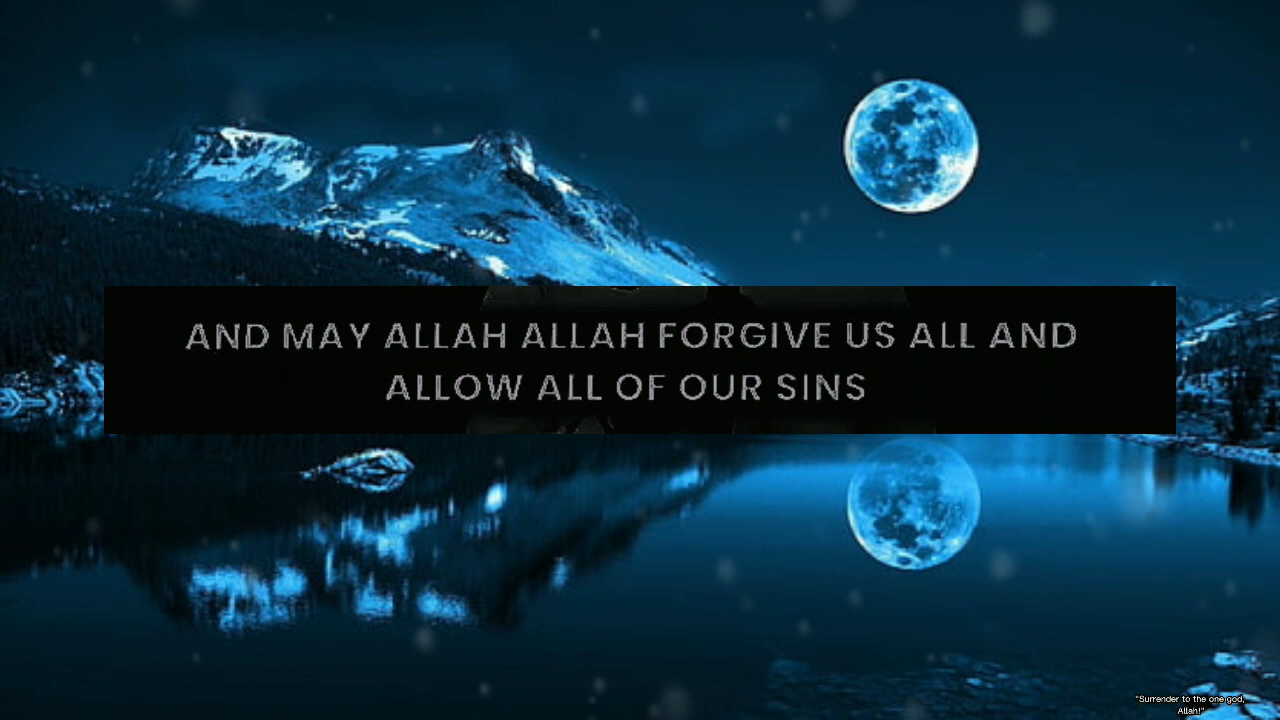 AND MAY ALLAH ALLAH FORGIVE US ALL AND
ALLOW ALL OF OUR SINS
"Surrender to the one god,
Allah!"